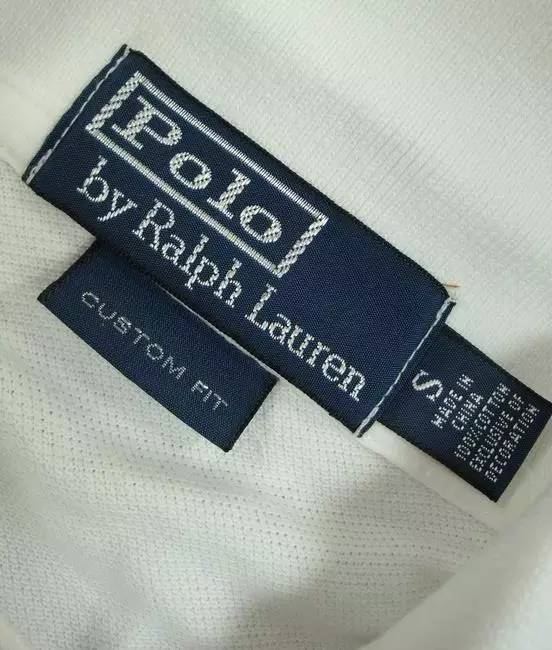 Polo
by Ralph Lauren
CUSTOM FIT
S
MADE IN
CHINA
100% COTTON
EXCLUSIVE OF
DECORATION